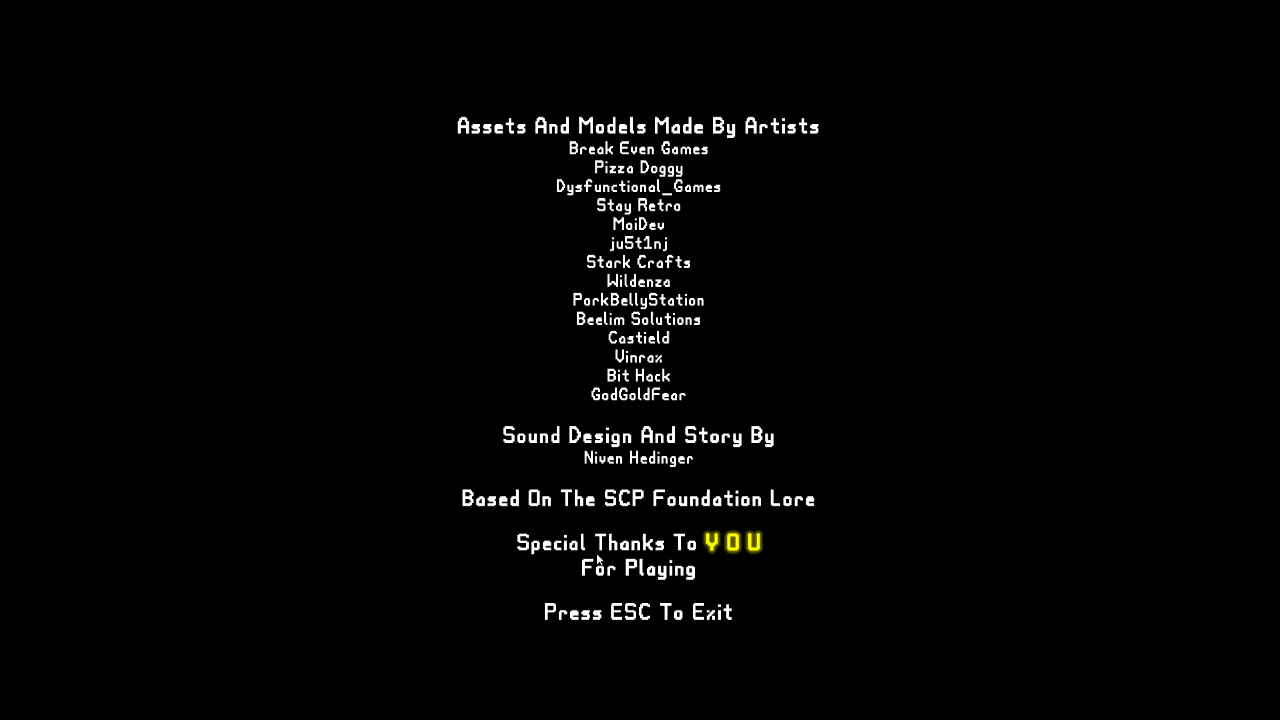 Assets And Models Made By Artists
Break Even Games
Pizza Doggy
Dysfunctional_Games
Stay Retro
MoiDev
ju5t1nj
Stark Crafts
Wildenza
PorkBellyStation
Beelim Solutions
Castield
Vinrax
Bit Hack
GodGoldFear
Sound Design And Story By
Niven Hedinger
Based On The SCP Foundation Lore
Special Thanks To YOU
For Playing
Press ESC To Exit